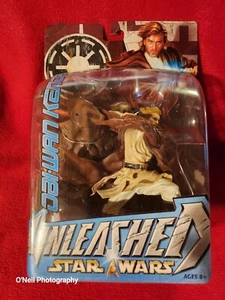 OBI-WAN KENOBI
UNLEASHED
STAR WARS
AGES 8+
O'Neil Photography